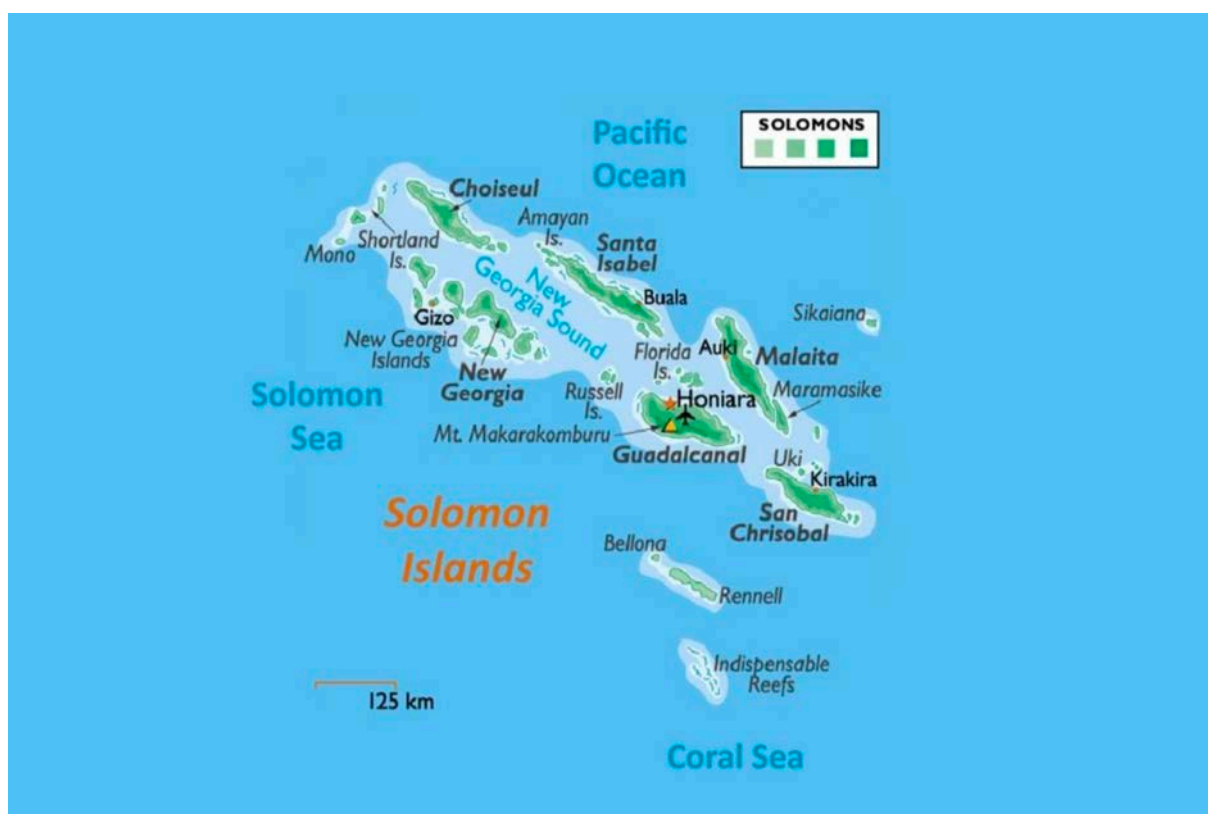 Pacific
Ocean
SOLOMONS
Choiseul
Amayan
Is.
Shortland
Is.
Mono
Santa
Isabel
New
Georgia Sound
Buala
Sikaiana
Gizo
New Georgia
Islands
New
Georgia
Florida
Is.
Auki
Malaita
Maramasike
Russell
Is.
Honiara
Solomon
Sea
Mt. Makarakomburu
Guadalcanal
Uki
Kirakira
San
Chrisobal
Solomon
Islands
Bellona
Rennell
Indispensable
Reefs
125 km
Coral Sea